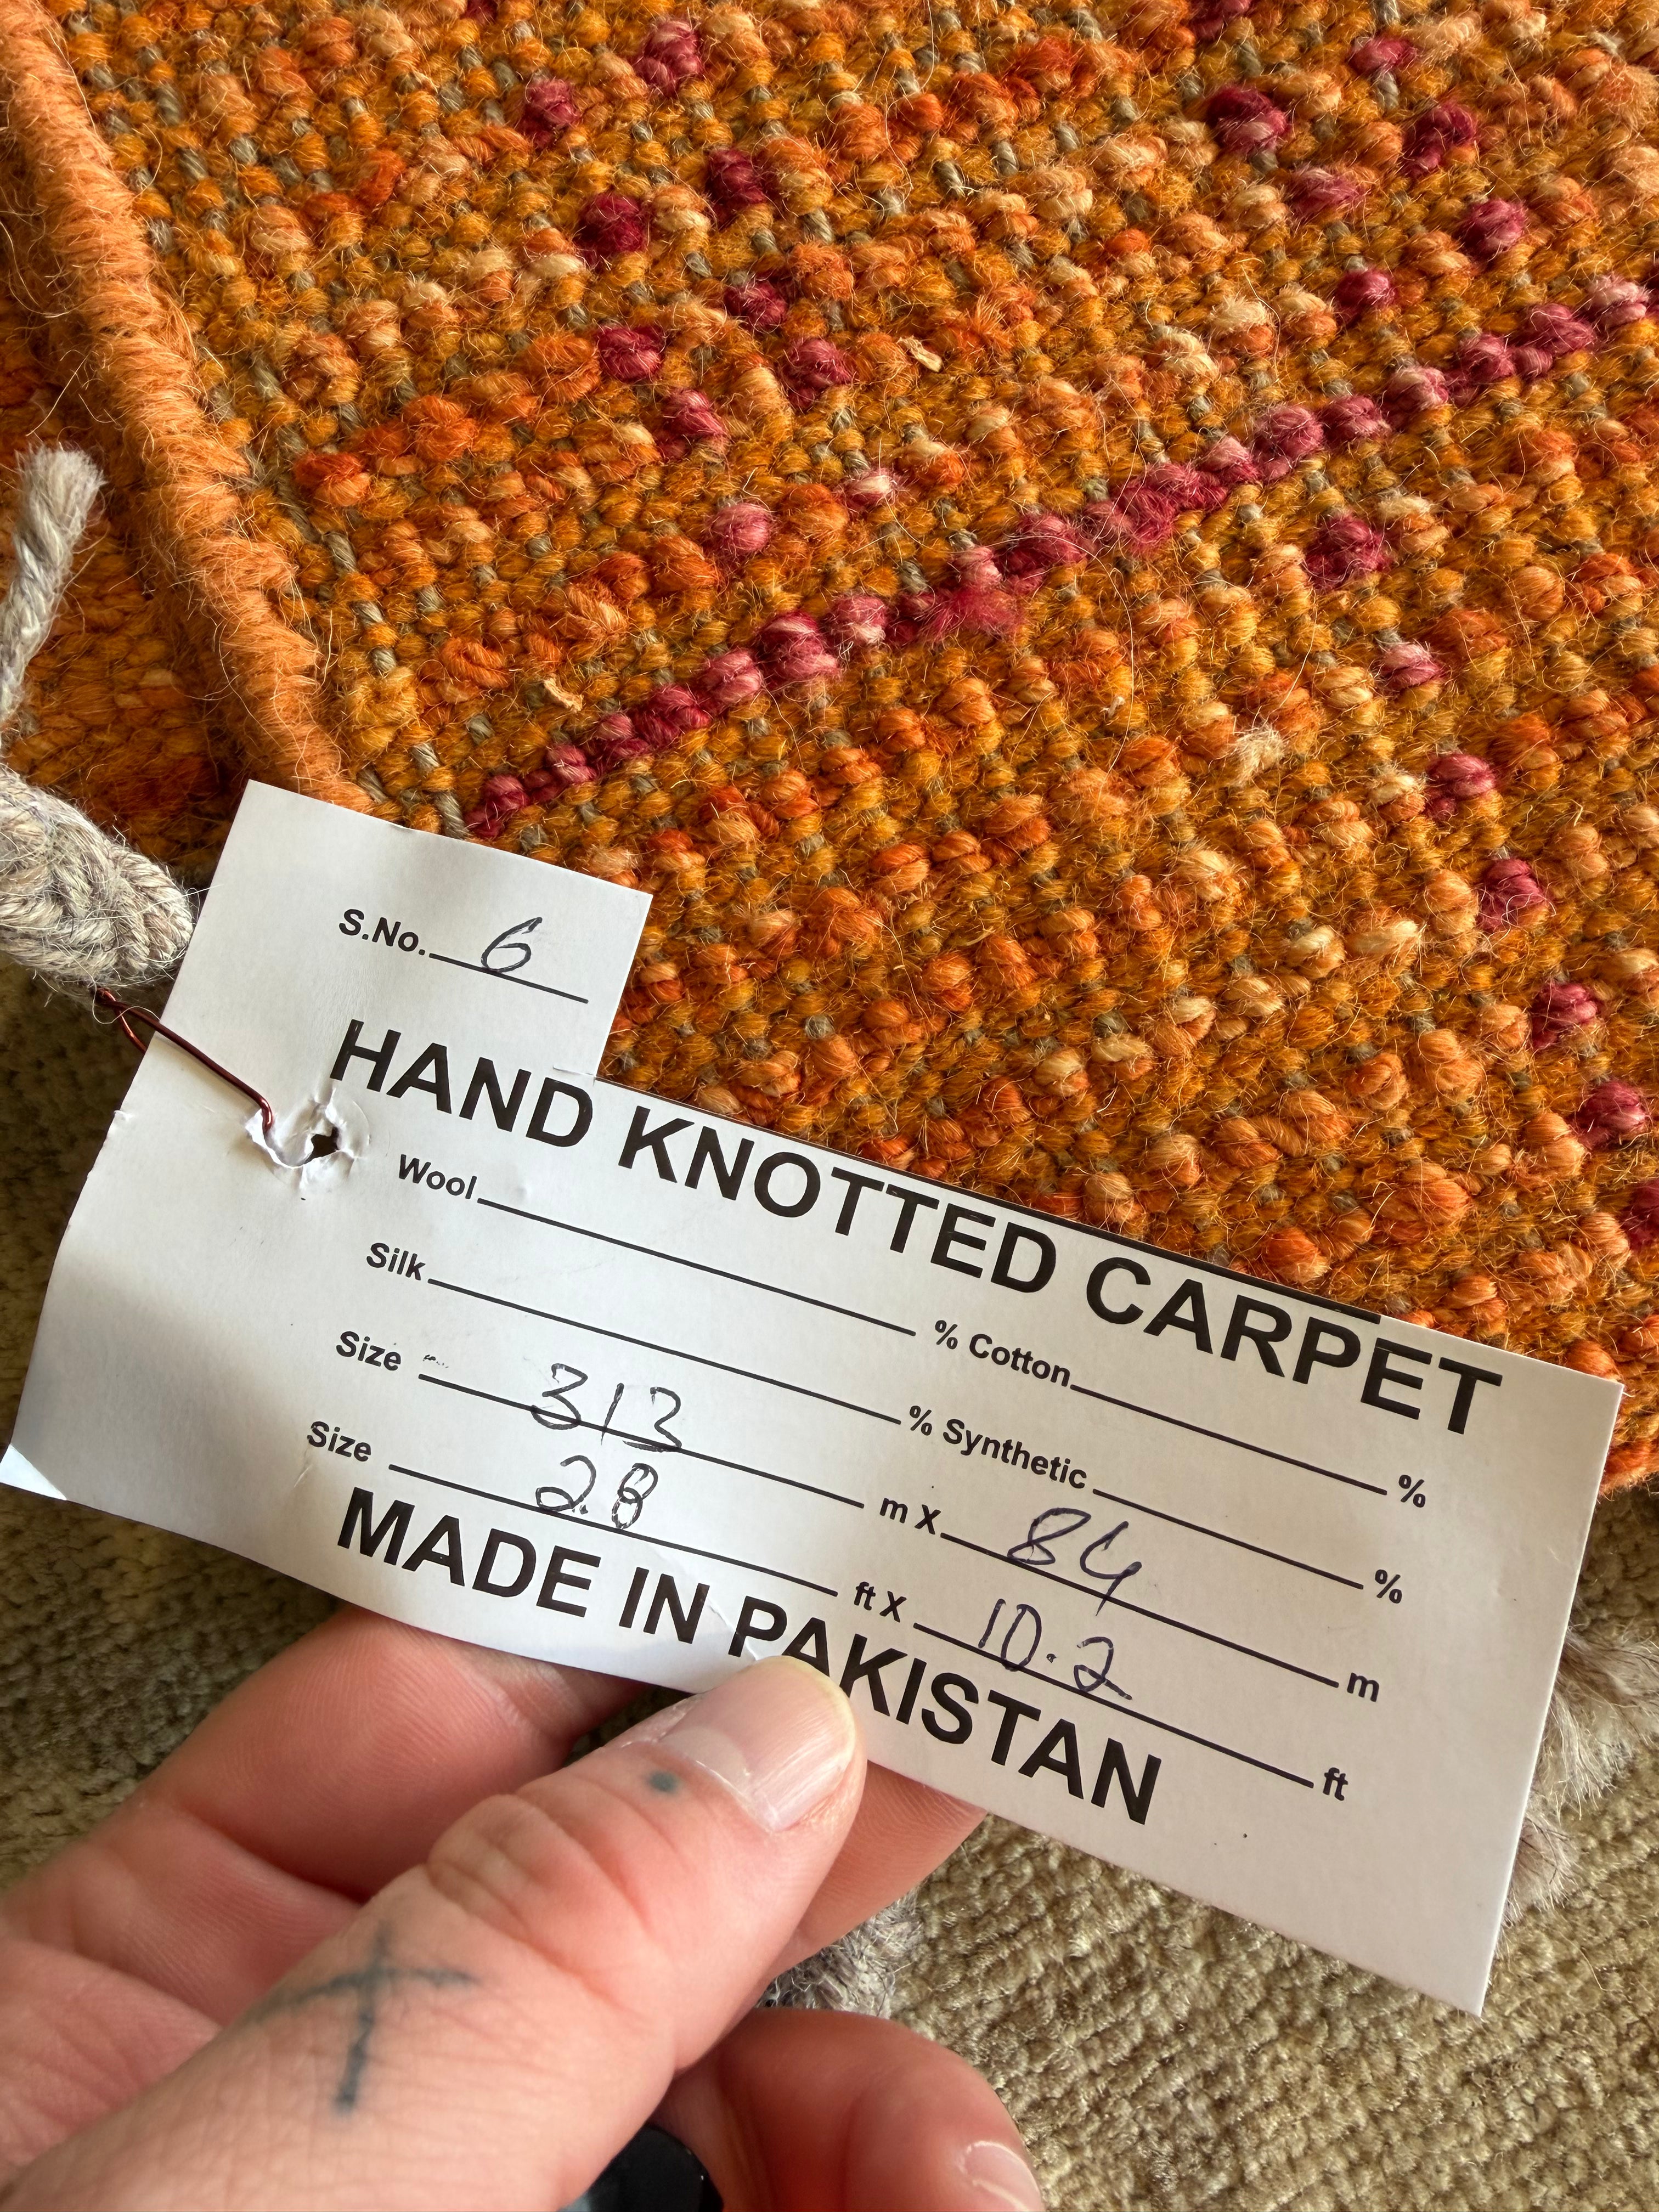 S.No. 6
HAND KNOTTED CARPET
Wool % Cotton %
Silk % Synthetic %
Size 313 m X 84 m
Size 2.8 ft X 10.2 ft
MADE IN PAKISTAN